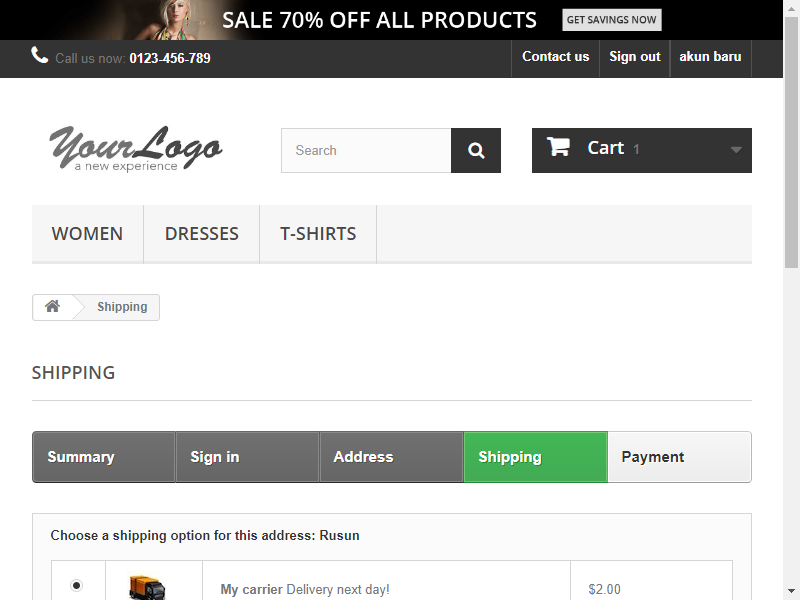 SALE 70% OFF ALL PRODUCTS GET SAVINGS NOW
Call us now: 0123-456-789 Contact us Sign out akun baru
YourLogo
a new experience
Search
Cart 1
WOMEN DRESSES T-SHIRTS
Shipping
SHIPPING
Summary Sign in Address Shipping Payment
Choose a shipping option for this address: Rusun
My carrier Delivery next day! $2.00